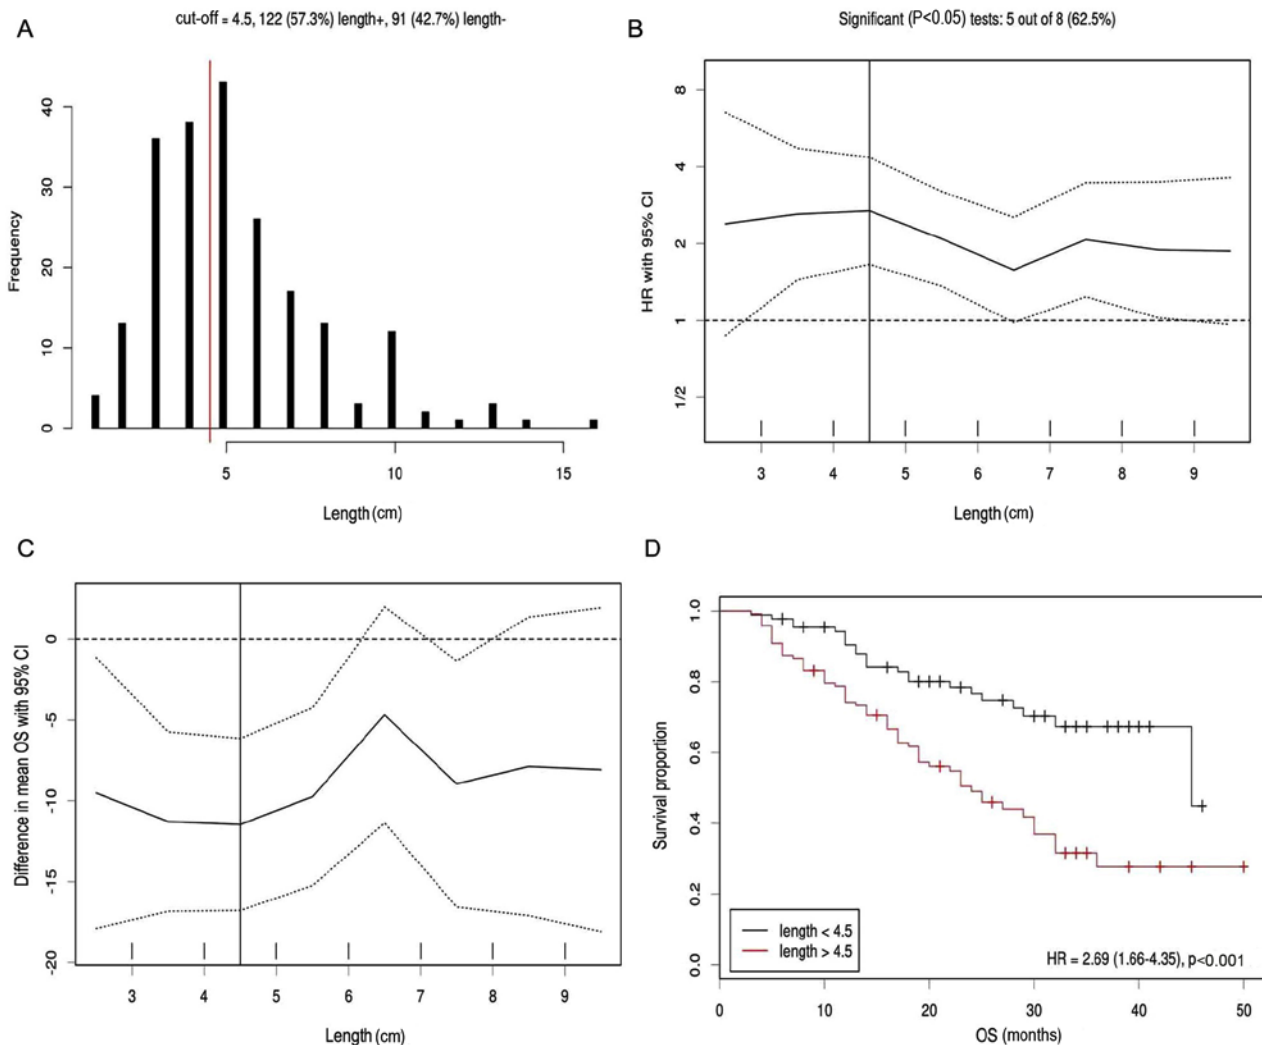 A
cut-off = 4.5, 122 (57.3%) length+, 91 (42.7%) length-
Frequency
40
30
20
10
0
5
10
15
Length (cm)
B
Significant (P<0.05) tests: 5 out of 8 (62.5%)
HR with 95% CI
8
4
2
1
1/2
3
4
5
6
7
8
9
Length (cm)
C
Difference in mean OS with 95% CI
0
-5
-10
-15
-20
3
4
5
6
7
8
9
Length (cm)
D
Survival proportion
1.0
0.8
0.6
0.4
0.2
0.0
length < 4.5
length > 4.5
HR = 2.69 (1.66-4.35), p<0.001
0
10
20
30
40
50
OS (months)